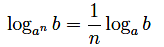 \log_{a^n} b = \frac{1}{n} \log_a b